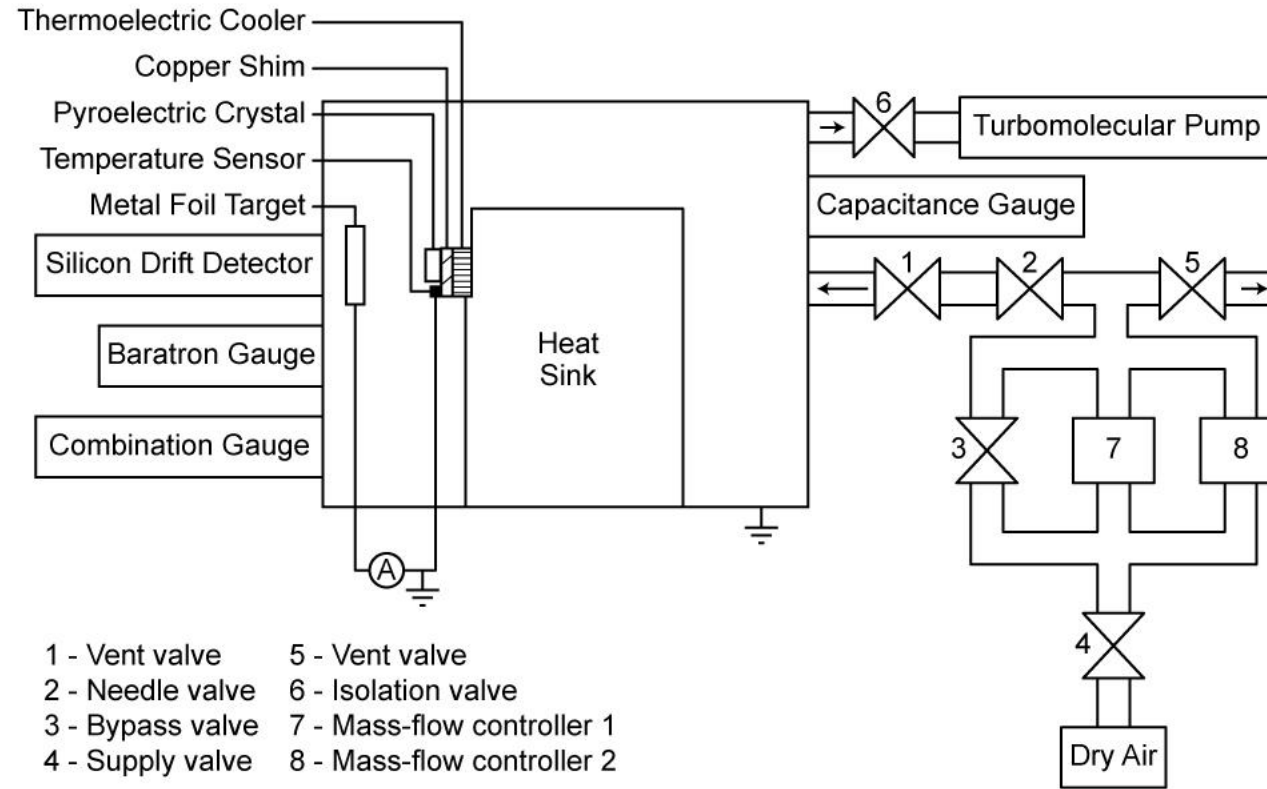 Thermoelectric Cooler
Copper Shim
Pyroelectric Crystal
Temperature Sensor
Metal Foil Target
Silicon Drift Detector
Baratron Gauge
Combination Gauge
Heat
Sink
A
6
Turbomolecular Pump
Capacitance Gauge
1
2
5
3
7
8
4
Dry Air
1 - Vent valve
2 - Needle valve
3 - Bypass valve
4 - Supply valve
5 - Vent valve
6 - Isolation valve
7 - Mass-flow controller 1
8 - Mass-flow controller 2